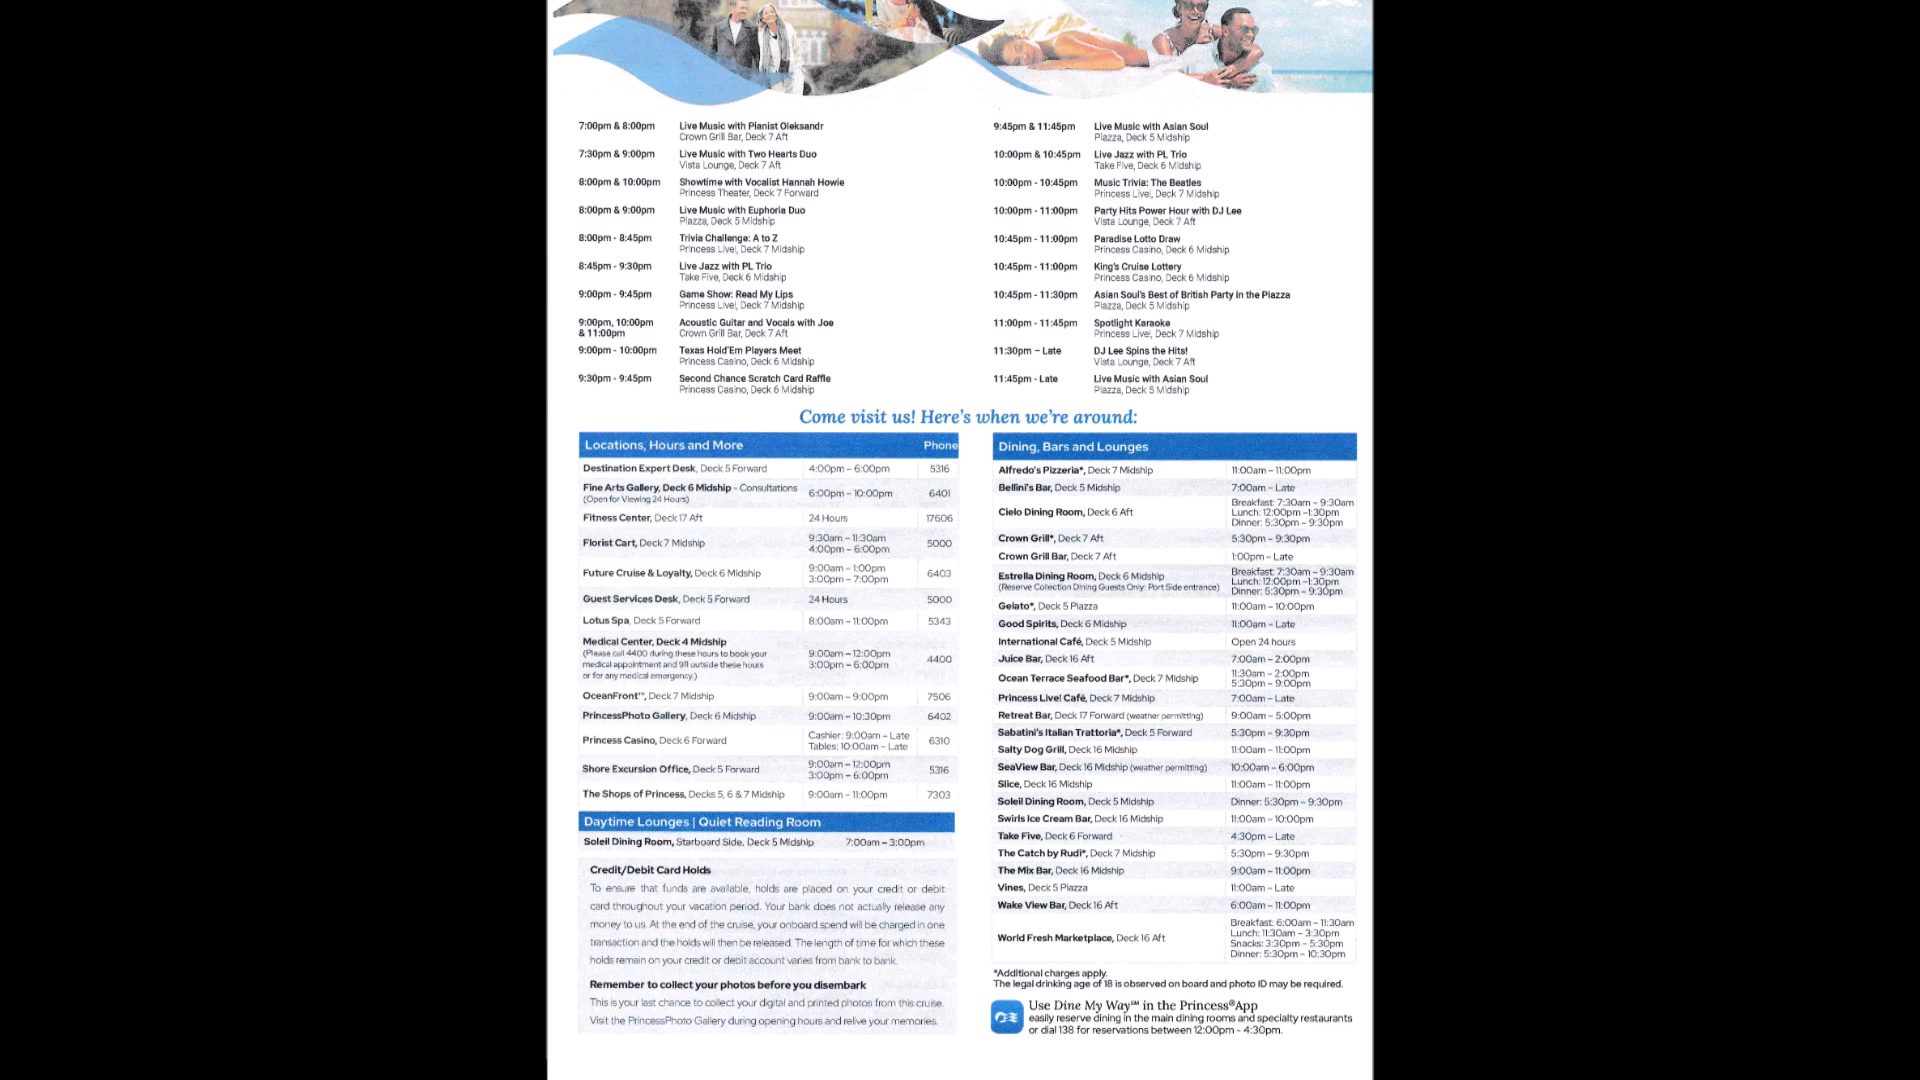 7:00pm & 8:00pm Live Music with Pianist Oleksandr
Crown Grill Bar, Deck 7 Aft
7:30pm & 9:00pm Live Music with Two Hearts Duo
Vista Lounge, Deck 7 Aft
8:00pm & 10:00pm Showtime with Vocalist Hannah Howie
Princess Theater, Deck 7 Forward
8:00pm & 9:00pm Live Music with Euphoria Duo
Piazza, Deck 5 Midship
8:00pm - 8:45pm Trivia Challenge: A to Z
Princess Live!, Deck 7 Midship
8:45pm - 9:30pm Live Jazz with PL Trio
Take Five, Deck 6 Midship
9:00pm - 9:45pm Game Show: Read My Lips
Princess Live!, Deck 7 Midship
9:00pm, 10:00pm Acoustic Guitar and Vocals with Joe
& 11:00pm Crown Grill Bar, Deck 7 Aft
9:00pm - 10:00pm Texas Hold'Em Players Meet
Princess Casino, Deck 6 Midship
9:30pm - 9:45pm Second Chance Scratch Card Raffle
Princess Casino, Deck 6 Midship
9:45pm & 11:45pm Live Music with Asian Soul
Piazza, Deck 5 Midship
10:00pm & 10:45pm Live Jazz with PL Trio
Take Five, Deck 6 Midship
10:00pm - 10:45pm Music Trivia: The Beatles
Princess Live!, Deck 7 Midship
10:00pm - 11:00pm Party Hits Power Hour with DJ Lee
Vista Lounge, Deck 7 Aft
10:45pm - 11:00pm Paradise Lotto Draw
Princess Casino, Deck 6 Midship
10:45pm - 11:00pm King's Cruise Lottery
Princess Casino, Deck 6 Midship
10:45pm - 11:30pm Asian Soul's Best of British Party in the Piazza
Piazza, Deck 5 Midship
11:00pm - 11:45pm Spotlight Karaoke
Princess Live!, Deck 7 Midship
11:30pm – Late DJ Lee Spins the Hits!
Vista Lounge, Deck 7 Aft
11:45pm - Late Live Music with Asian Soul
Piazza, Deck 5 Midship
Come visit us! Here's when we're around:
Locations, Hours and More Phone
Destination Expert Desk, Deck 5 Forward 4:00pm – 6:00pm 5316
Fine Arts Gallery, Deck 6 Midship – Consultations
(Open for Viewing 24 Hours) 6:00pm – 10:00pm 6401
Fitness Center, Deck 17 Aft 24 Hours 17606
Florist Cart, Deck 7 Midship 9:30am – 11:30am
4:00pm – 6:00pm 5000
Future Cruise & Loyalty, Deck 6 Midship 9:00am – 1:00pm
3:00pm – 7:00pm 6403
Guest Services Desk, Deck 5 Forward 24 Hours 5000
Lotus Spa, Deck 5 Forward 8:00am – 11:00pm 5343
Medical Center, Deck 4 Midship
(Please call 4400 during these hours to book your
medical appointment and 911 outside these hours
or for any medical emergency.) 9:00am – 12:00pm
3:00pm – 6:00pm 4400
OceanFront™, Deck 7 Midship 9:00am – 9:00pm 7506
PrincessPhoto Gallery, Deck 6 Midship 9:00am – 10:30pm 6402
Princess Casino, Deck 6 Forward Cashier: 9:00am – Late
Tables: 10:00am – Late 6310
Shore Excursion Office, Deck 5 Forward 9:00am – 12:00pm
3:00pm – 6:00pm 5316
The Shops of Princess, Decks 5, 6 & 7 Midship 9:00am – 11:00pm 7303
Daytime Lounges | Quiet Reading Room
Soleil Dining Room, Starboard Side, Deck 5 Midship 7:00am – 3:00pm
Credit/Debit Card Holds
To ensure that funds are available, holds are placed on your credit or debit
card throughout your vacation period. Your bank does not actually release any
money to us. At the end of the cruise, your onboard spend will be charged in one
transaction and the holds will then be released. The length of time for which these
holds remain on your credit or debit account varies from bank to bank.
Remember to collect your photos before you disembark
This is your last chance to collect your digital and printed photos from this cruise.
Visit the PrincessPhoto Gallery during opening hours and relive your memories.
Dining, Bars and Lounges
Alfredo's Pizzeria*, Deck 7 Midship 11:00am – 11:00pm
Bellini's Bar, Deck 5 Midship 7:00am – Late
Cielo Dining Room, Deck 6 Aft Breakfast: 7:30am – 9:30am
Lunch: 12:00pm –1:30pm
Dinner: 5:30pm – 9:30pm
Crown Grill*, Deck 7 Aft 5:30pm – 9:30pm
Crown Grill Bar, Deck 7 Aft 1:00pm – Late
Estrella Dining Room, Deck 6 Midship
(Reserve Collection Dining Guests Only: Port Side entrance) Breakfast: 7:30am – 9:30am
Lunch: 12:00pm –1:30pm
Dinner: 5:30pm – 9:30pm
Gelato*, Deck 5 Piazza 11:00am – 10:00pm
Good Spirits, Deck 6 Midship 11:00am – Late
International Café, Deck 5 Midship Open 24 hours
Juice Bar, Deck 16 Aft 7:00am – 2:00pm
Ocean Terrace Seafood Bar*, Deck 7 Midship 11:30am – 2:00pm
5:30pm – 9:00pm
Princess Live! Café, Deck 7 Midship 7:00am – Late
Retreat Bar, Deck 17 Forward (weather permitting) 9:00am – 5:00pm
Sabatini's Italian Trattoria*, Deck 5 Forward 5:30pm – 9:30pm
Salty Dog Grill, Deck 16 Midship 11:00am – 11:00pm
SeaView Bar, Deck 16 Midship (weather permitting) 10:00am – 6:00pm
Slice, Deck 16 Midship 11:00am – 11:00pm
Soleil Dining Room, Deck 5 Midship Dinner: 5:30pm – 9:30pm
Swirls Ice Cream Bar, Deck 16 Midship 11:00am – 10:00pm
Take Five, Deck 6 Forward 4:30pm – Late
The Catch by Rudi*, Deck 7 Midship 5:30pm – 9:30pm
The Mix Bar, Deck 16 Midship 9:00am – 11:00pm
Vines, Deck 5 Piazza 11:00am – Late
Wake View Bar, Deck 16 Aft 6:00am – 11:00pm
World Fresh Marketplace, Deck 16 Aft Breakfast: 6:00am – 11:30am
Lunch: 11:30am – 3:30pm
Snacks: 3:30pm – 5:30pm
Dinner: 5:30pm – 10:30pm
*Additional charges apply.
The legal drinking age of 18 is observed on board and photo ID may be required.
Use Dine My Way℠ in the Princess®App
easily reserve dining in the main dining rooms and specialty restaurants
or dial 138 for reservations between 12:00pm - 4:30pm.